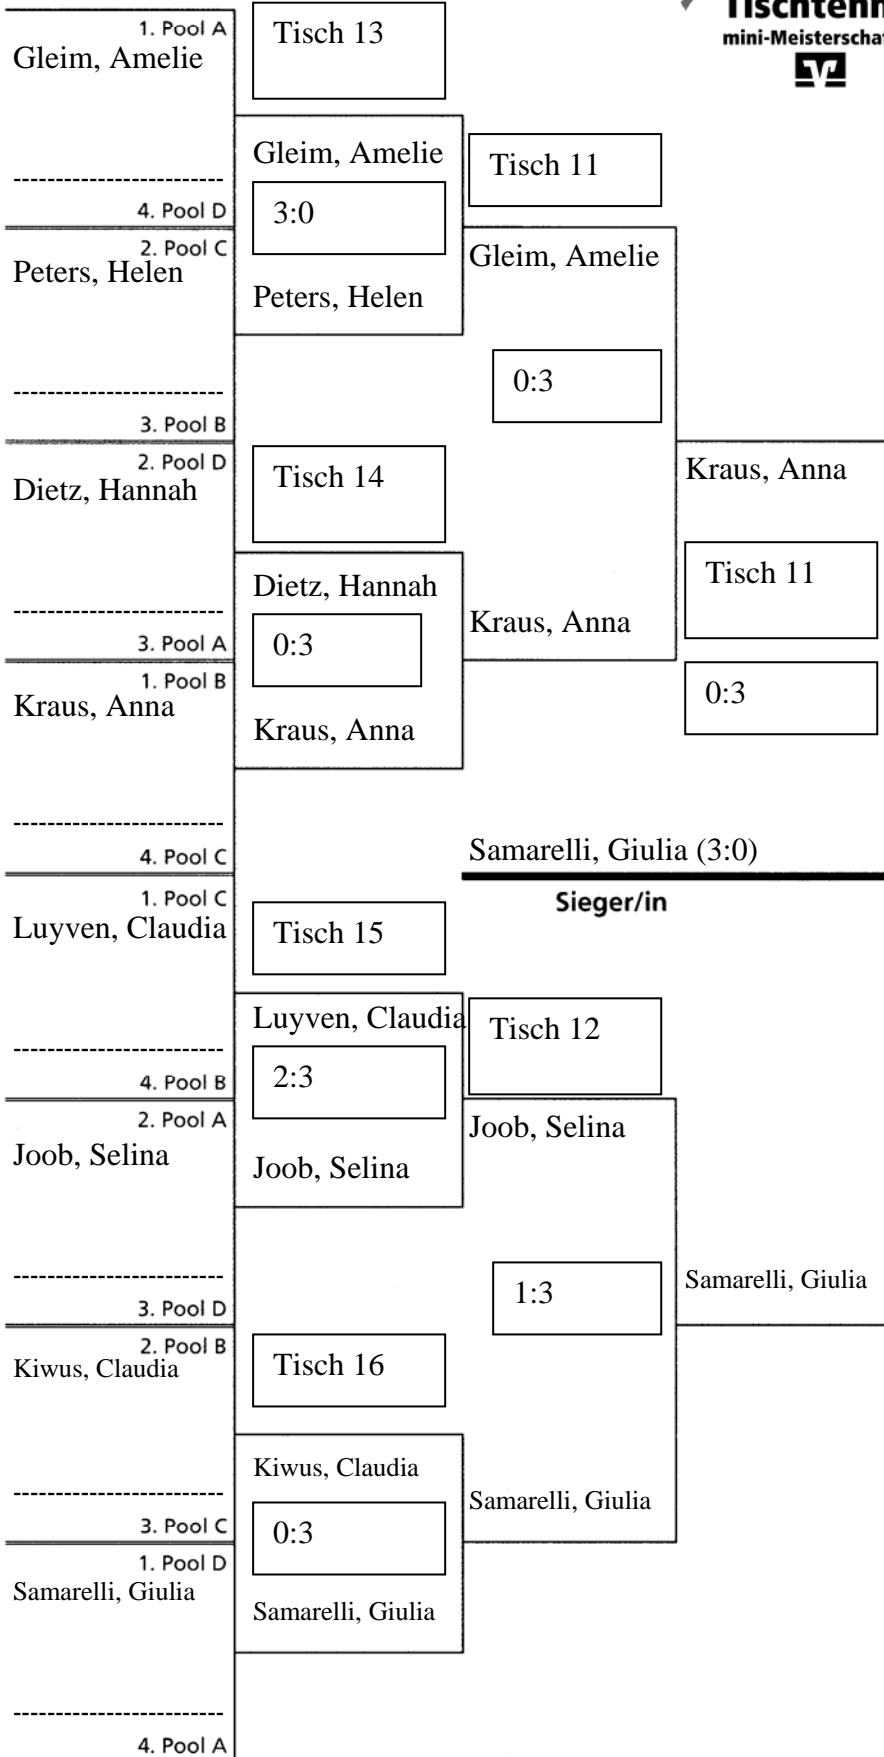 Tischtenn
mini-Meisterscha
1. Pool A
Gleim, Amelie
4. Pool D
2. Pool C
Peters, Helen
3. Pool B
2. Pool D
Dietz, Hannah
3. Pool A
1. Pool B
Kraus, Anna
4. Pool C
1. Pool C
Luyven, Claudia
4. Pool B
2. Pool A
Joob, Selina
3. Pool D
2. Pool B
Kiwus, Claudia
3. Pool C
1. Pool D
Samarelli, Giulia
4. Pool A
Tisch 13
Gleim, Amelie
3:0
Peters, Helen
Tisch 14
Dietz, Hannah
0:3
Kraus, Anna
Tisch 15
Luyven, Claudia
2:3
Joob, Selina
Tisch 16
Kiwus, Claudia
0:3
Samarelli, Giulia
Tisch 11
Gleim, Amelie
0:3
Kraus, Anna
Samarelli, Giulia (3:0)
Sieger/in
Tisch 12
Joob, Selina
1:3
Samarelli, Giulia
Kraus, Anna
Tisch 11
0:3
Samarelli, Giulia